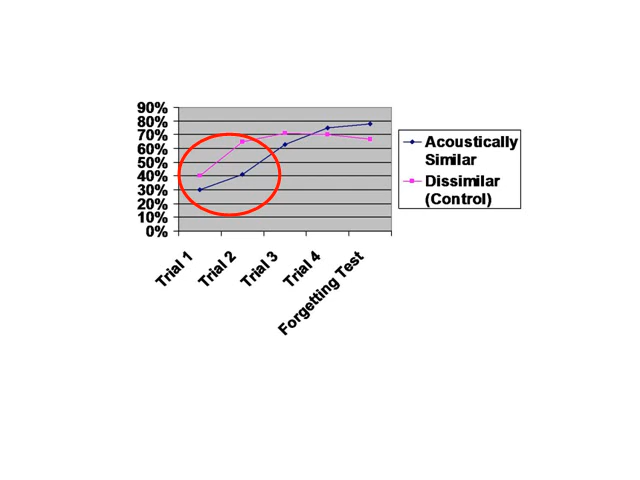 90%
80%
70%
60%
50%
40%
30%
20%
10%
0%
Trial 1
Trial 2
Trial 3
Trial 4
Forgetting Test
Acoustically
Similar
Dissimilar
(Control)